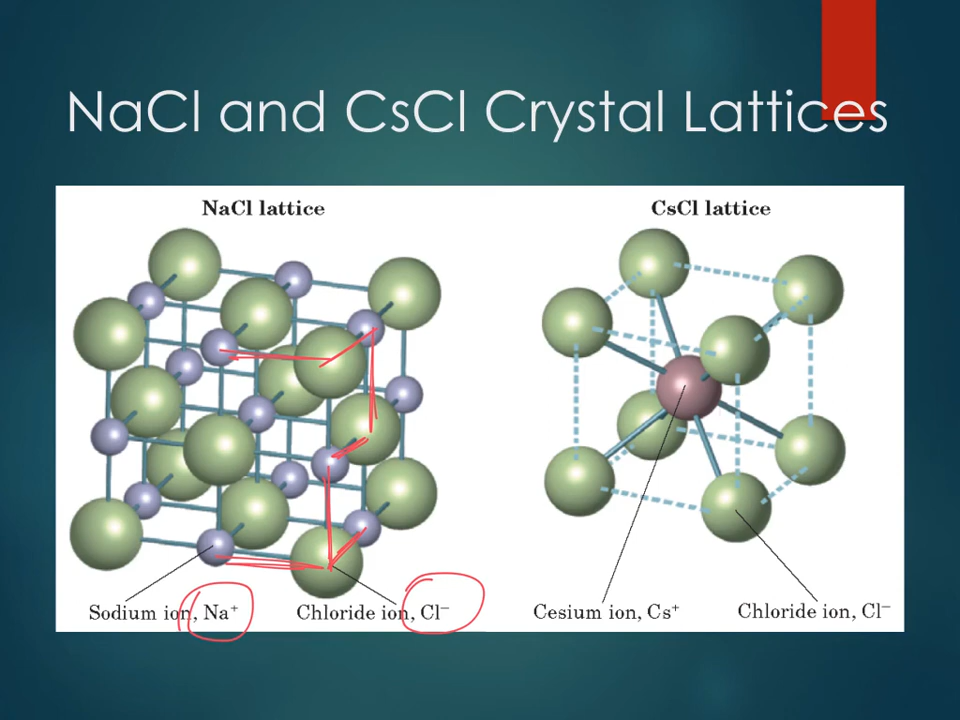 NaCl and CsCl Crystal Lattices
NaCl lattice
CsCl lattice
Sodium ion, Na⁺
Chloride ion, Cl⁻
Cesium ion, Cs⁺
Chloride ion, Cl⁻